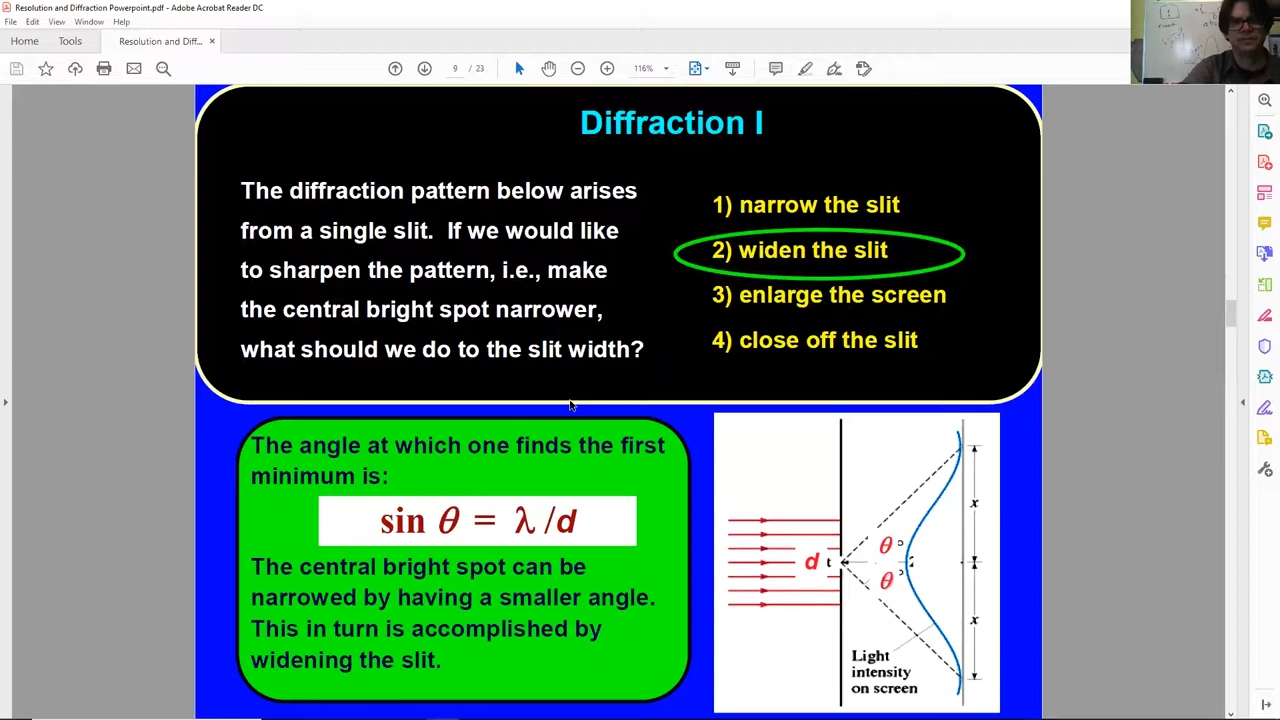 Resolution and Diffraction Powerpoint.pdf - Adobe Acrobat Reader DC
File Edit View Window Help
Home Tools Resolution and Diff... ×
9 / 23 116%
Diffraction I
The diffraction pattern below arises
from a single slit. If we would like
to sharpen the pattern, i.e., make
the central bright spot narrower,
what should we do to the slit width?
1) narrow the slit
2) widen the slit
3) enlarge the screen
4) close off the slit
The angle at which one finds the first
minimum is:
sin θ = λ /d
The central bright spot can be
narrowed by having a smaller angle.
This in turn is accomplished by
widening the slit.
x
θ
d
θ
x
Light
intensity
on screen